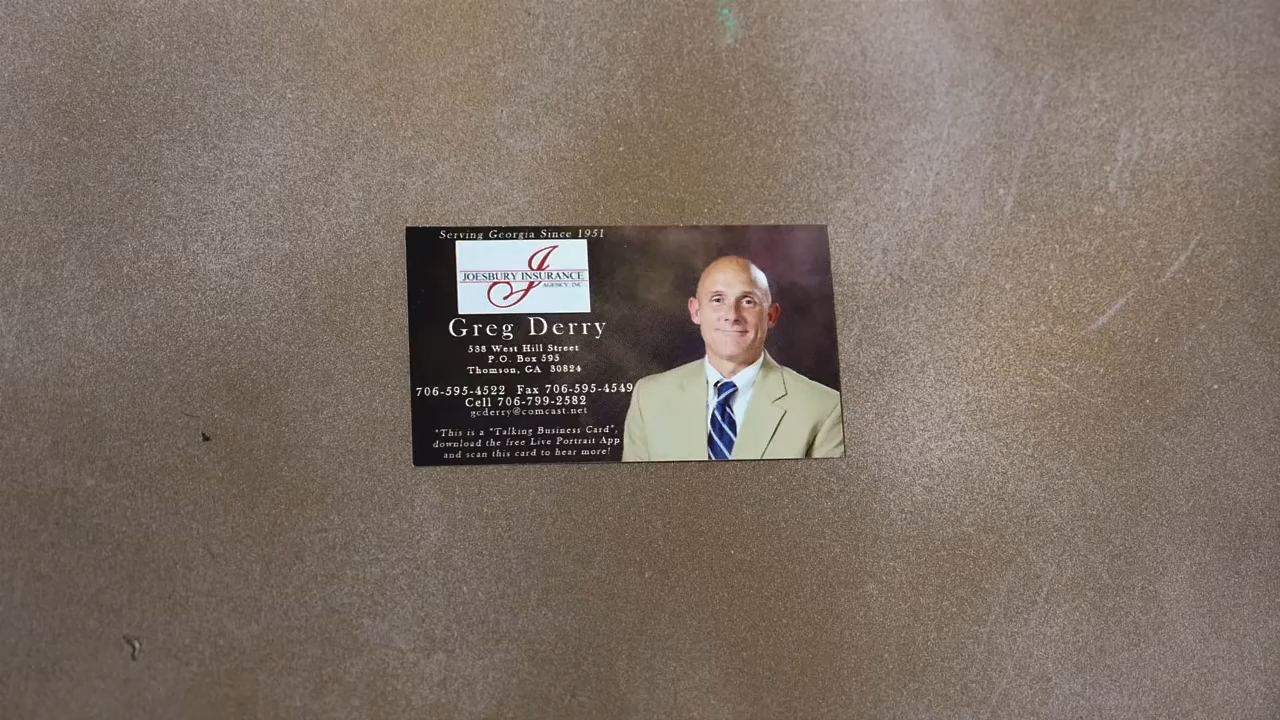 Serving Georgia Since 1951
J
JOESBURY INSURANCE
AGENCY, INC
Greg Derry
538 West Hill Street
P.O. Box 595
Thomson, GA 30824
706-595-4522 Fax 706-595-4549
Cell 706-799-2582
gcderry@comcast.net
"This is a "Talking Business Card",
download the free Live Portrait App
and scan this card to hear more!